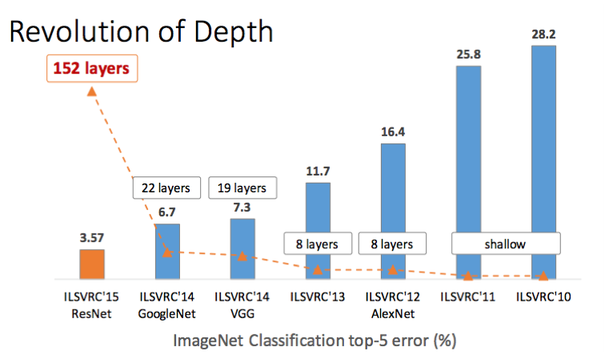 Revolution of Depth
152 layers
28.2
25.8
16.4
11.7
22 layers
19 layers
6.7
7.3
3.57
8 layers
8 layers
shallow
ILSVRC'15
ResNet
ILSVRC'14
GoogleNet
ILSVRC'14
VGG
ILSVRC'13
ILSVRC'12
AlexNet
ILSVRC'11
ILSVRC'10
ImageNet Classification top-5 error (%)